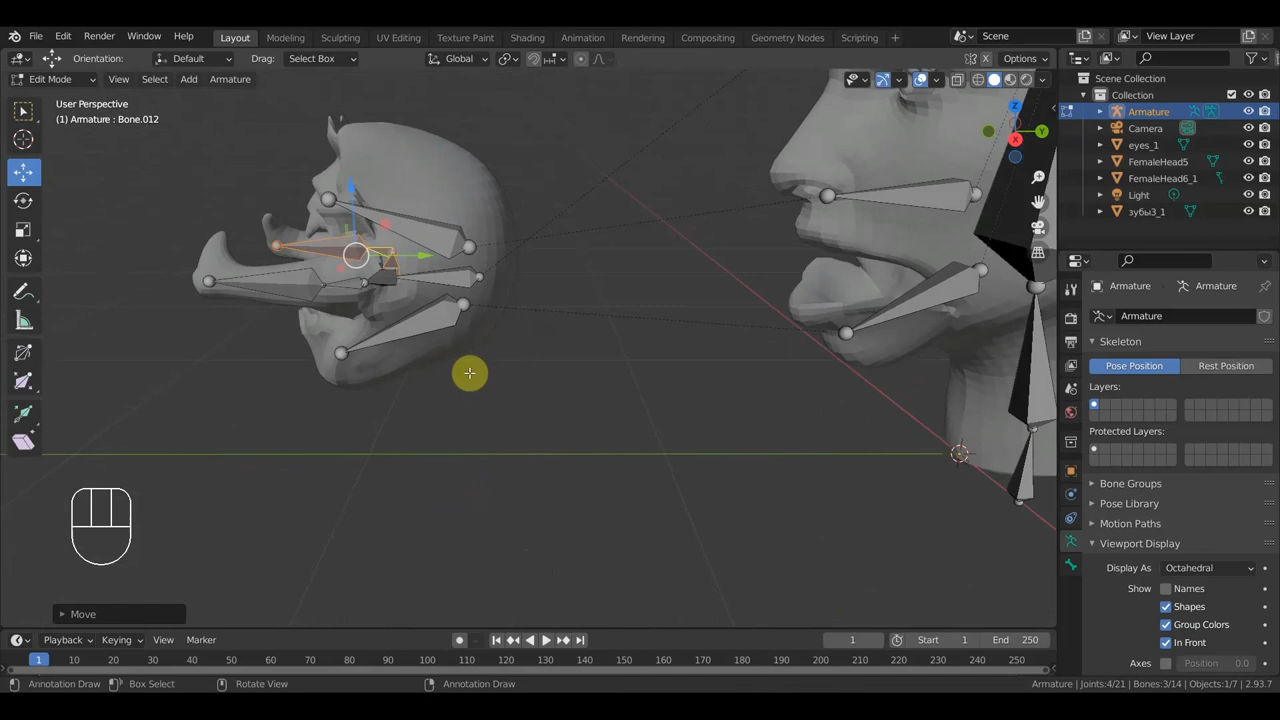 File Edit Render Window Help Layout Modeling Sculpting UV Editing Texture Paint Shading Animation Rendering Compositing Geometry Nodes Scripting + Scene View Layer
Orientation: Default Drag: Select Box Global Options
Edit Mode View Select Add Armature
User Perspective
(1) Armature : Bone.012
Z
Y
X
Scene Collection
Collection
Armature
Camera
eyes_1
FemaleHead5
FemaleHead6_1
Light
зубы3_1
Armature Armature
Armature
Skeleton
Pose Position Rest Position
Layers:
Protected Layers:
Bone Groups
Pose Library
Motion Paths
Viewport Display
Display As Octahedral
Show Names
Shapes
Group Colors
In Front
Axes Position 0.0
Move
Playback Keying View Marker 1 Start 1 End 250
1 10 20 30 40 50 60 70 80 90 100 110 120 130 140 150 160 170 180 190 200 210 220 230 240 250
Annotation Draw Box Select Rotate View Annotation Draw Armature | Joints:4/21 | Bones:3/14 | Objects:1/7 | 2.93.7